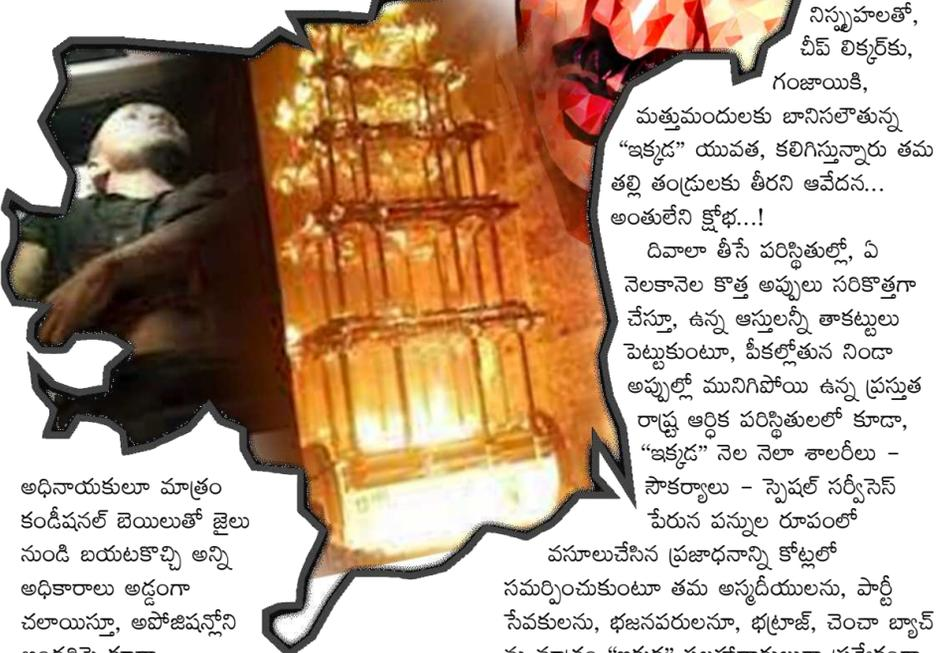 నిస్పృహలతో,
చీప్ లిక్కర్‌కు,
గంజాయికి,
మత్తుమందులకు బానిసలౌతున్న
“ఇక్కడ” యువత, కలిగిస్తున్నారు తమ
తల్లి తండ్రులకు తీరని ఆవేదన...
అంతులేని క్షోభ...!
దివాలా తీసే పరిస్థితుల్లో, ఏ
నెలకానెల కొత్త అప్పులు సరికొత్తగా
చేస్తూ, ఉన్న ఆస్తులన్నీ తాకట్టులు
పెట్టుకుంటూ, పీకల్లోతున నిండా
అప్పుల్లో మునిగిపోయి ఉన్న ప్రస్తుత
రాష్ట్ర ఆర్ధిక పరిస్థితులలో కూడా,
“ఇక్కడ” నెల నెలా శాలరీలు –
సౌకర్యాలు – స్పెషల్ సర్వీసెస్
పేరున పన్నుల రూపంలో
వసూలుచేసిన ప్రజాధనాన్ని కోట్లలో
సమర్పించుకుంటూ తమ అస్మదీయులను, పార్టీ
సేవకులను, భజనపరులనూ, భట్రాజ్, చెంచా బ్యాచ్
అధినాయకులూ మాత్రం
కండీషనల్ బెయిలుతో జైలు
నుండి బయటకొచ్చి అన్ని
అధికారాలు అడ్డంగా
చలాయిస్తూ, అపోజిషన్లోని